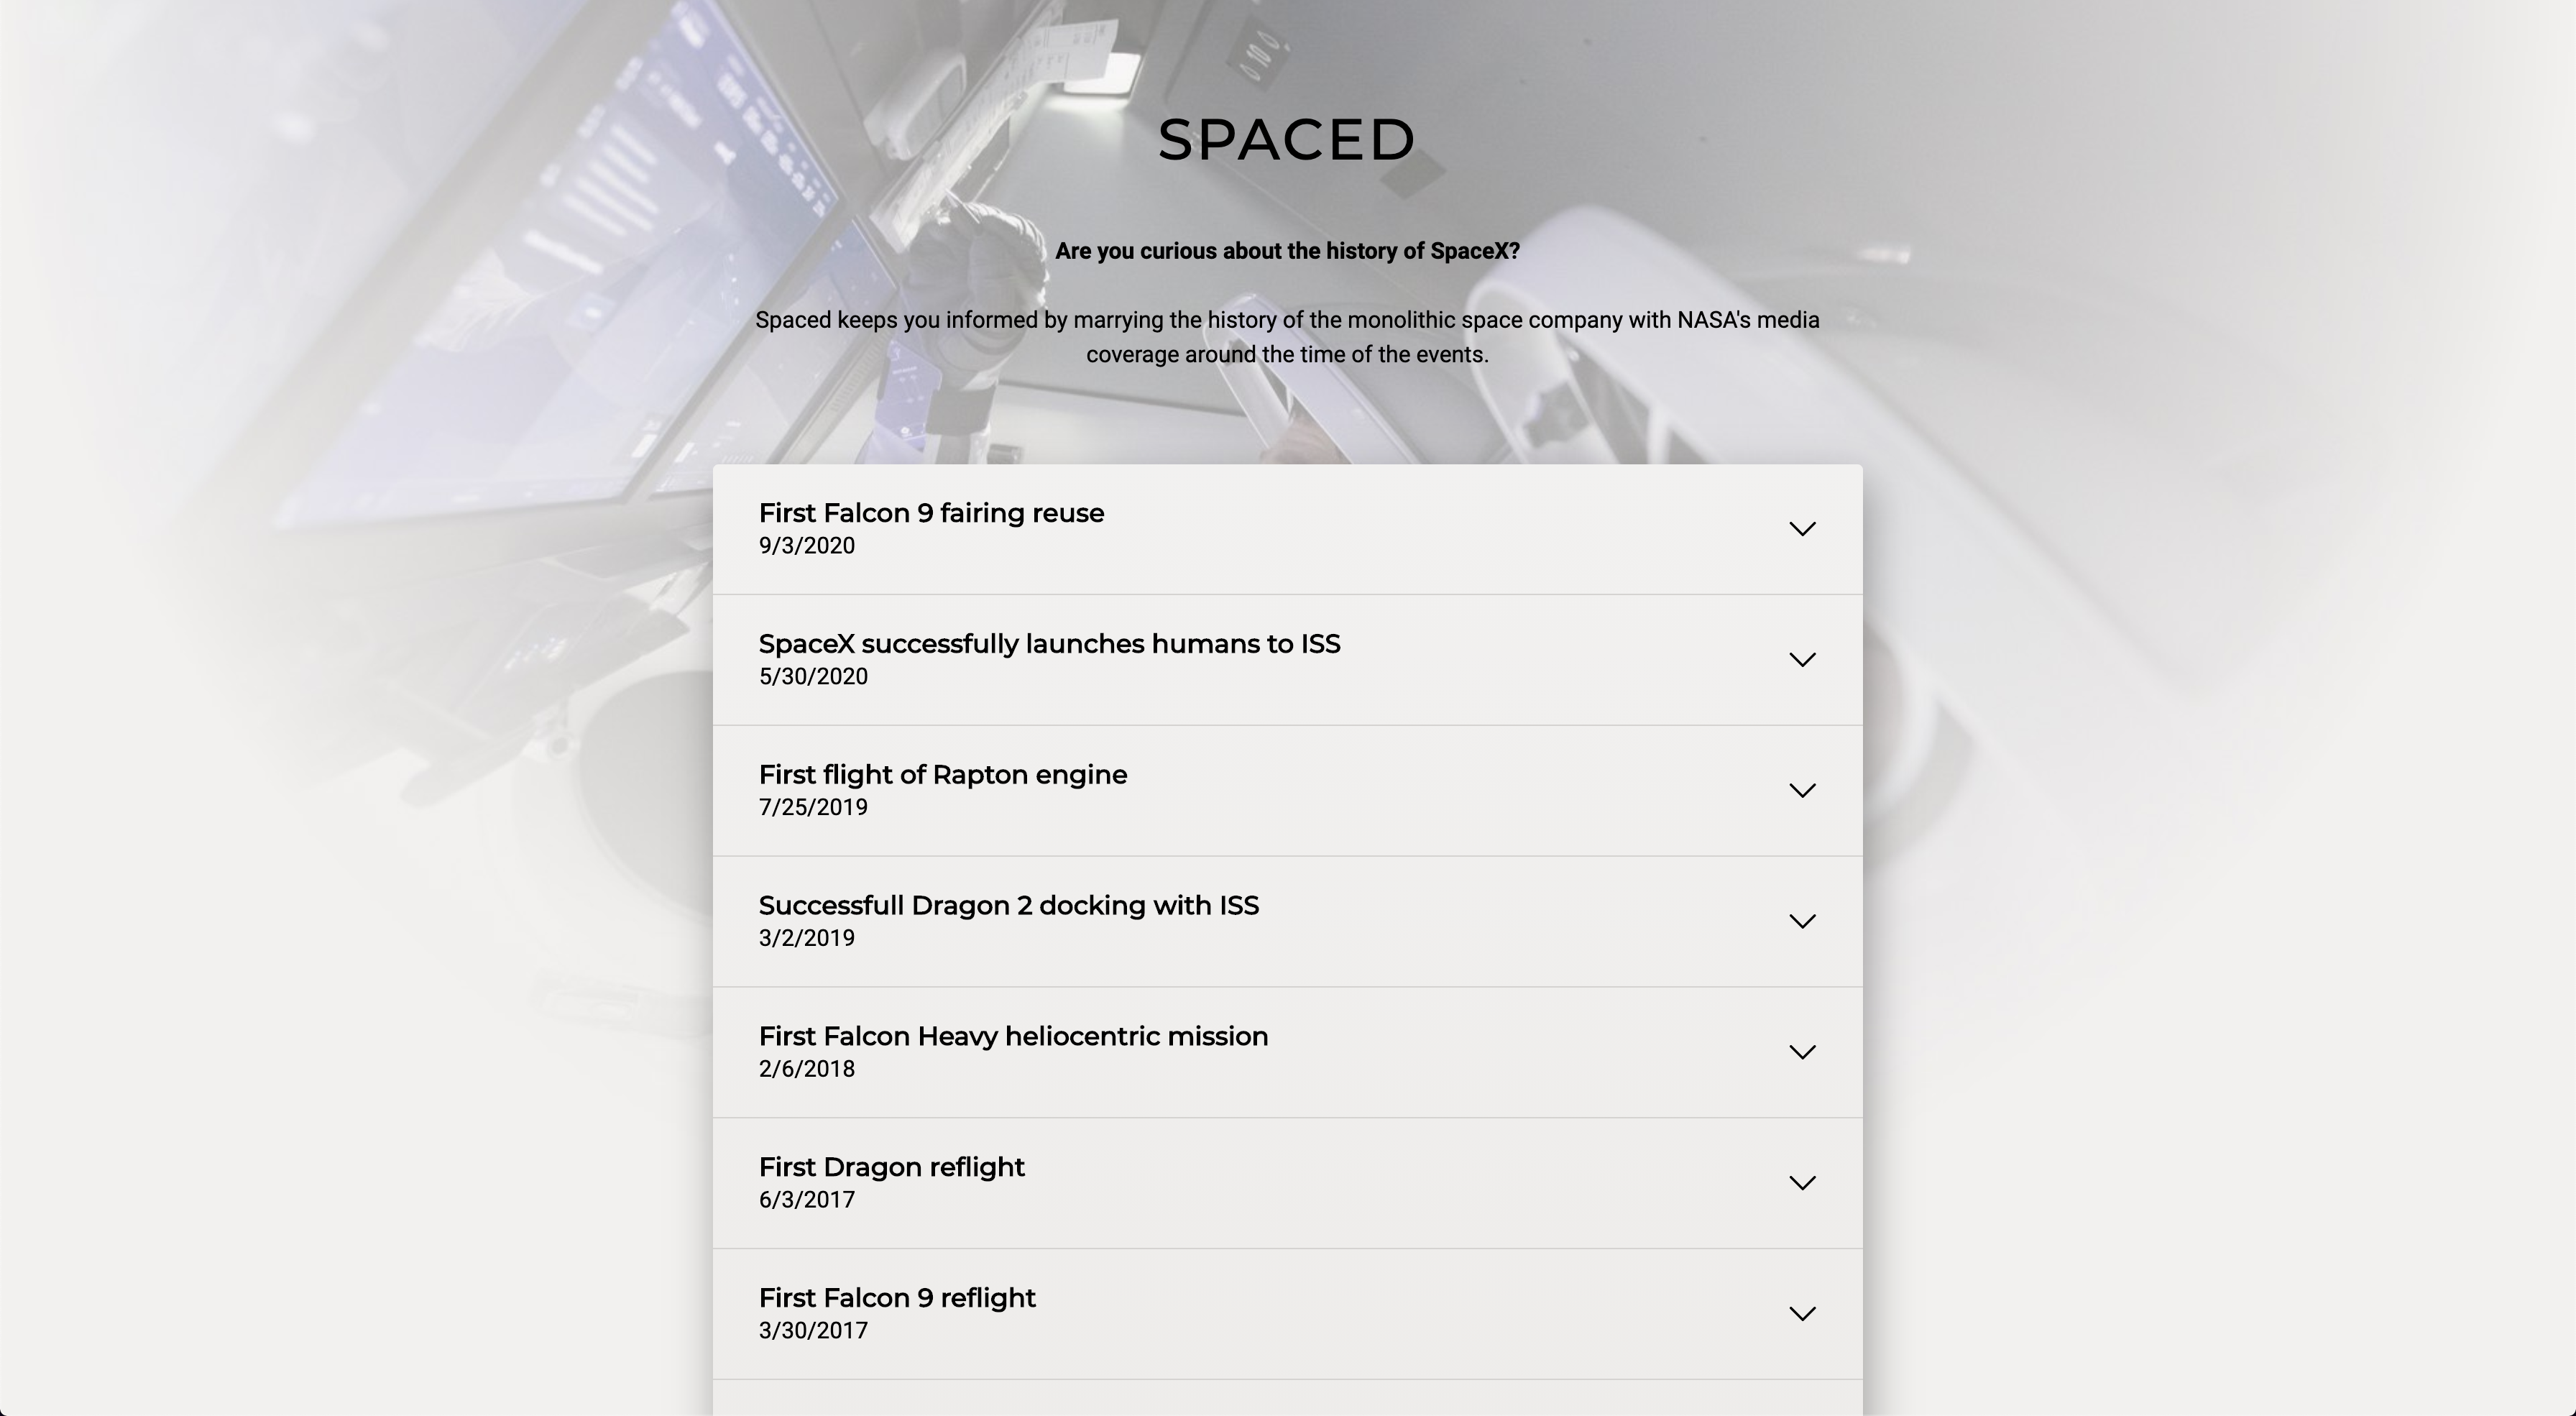 SPACED
Are you curious about the history of SpaceX?
Spaced keeps you informed by marrying the history of the monolithic space company with NASA's media
coverage around the time of the events.
First Falcon 9 fairing reuse
9/3/2020
SpaceX successfully launches humans to ISS
5/30/2020
First flight of Rapton engine
7/25/2019
Successfull Dragon 2 docking with ISS
3/2/2019
First Falcon Heavy heliocentric mission
2/6/2018
First Dragon reflight
6/3/2017
First Falcon 9 reflight
3/30/2017